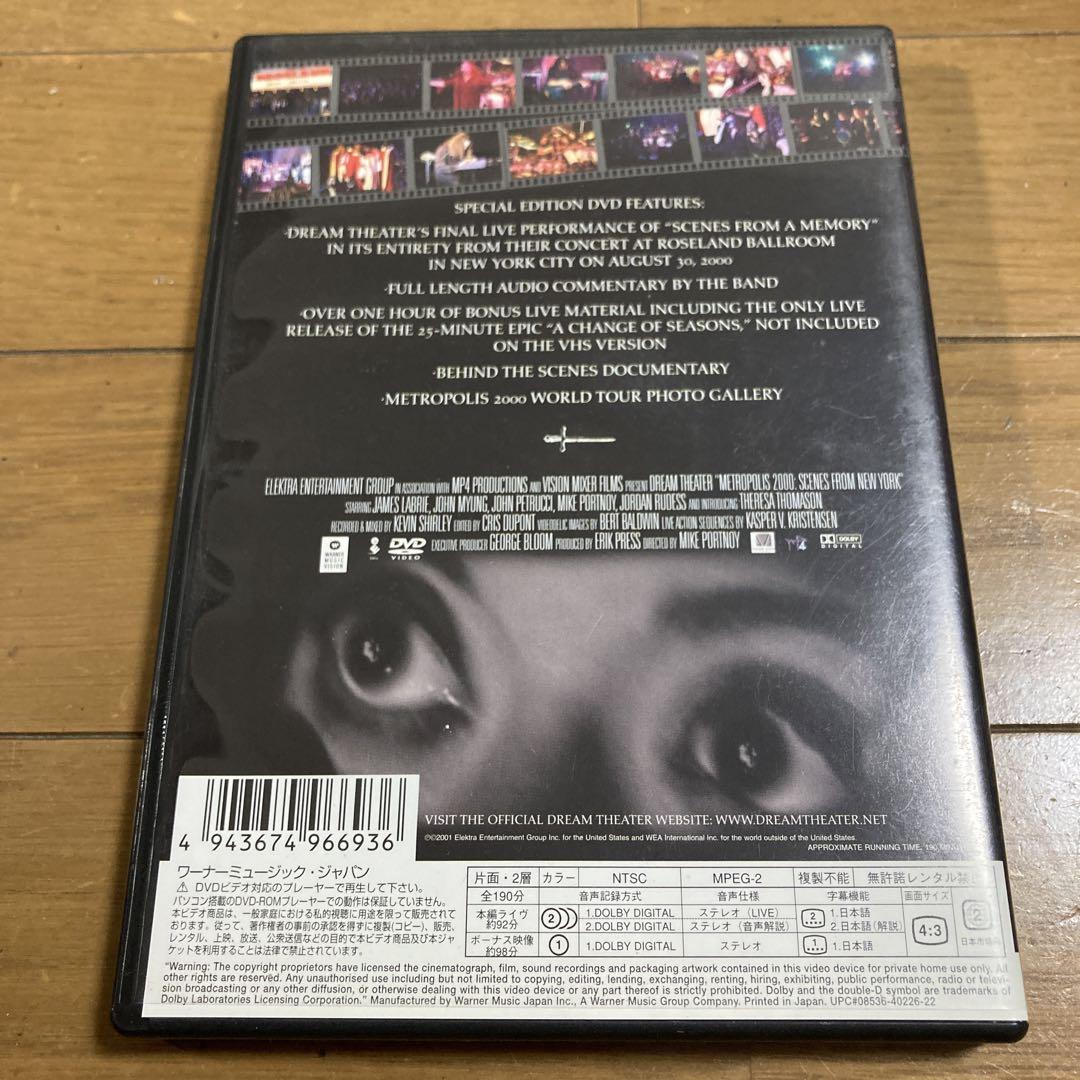 SPECIAL EDITION DVD FEATURES:
·DREAM THEATER'S FINAL LIVE PERFORMANCE OF "SCENES FROM A MEMORY"
IN ITS ENTIRETY FROM THEIR CONCERT AT ROSELAND BALLROOM
IN NEW YORK CITY ON AUGUST 30, 2000
·FULL LENGTH AUDIO COMMENTARY BY THE BAND
·OVER ONE HOUR OF BONUS LIVE MATERIAL INCLUDING THE ONLY LIVE
RELEASE OF THE 25-MINUTE EPIC "A CHANGE OF SEASONS," NOT INCLUDED
ON THE VHS VERSION
·BEHIND THE SCENES DOCUMENTARY
·METROPOLIS 2000 WORLD TOUR PHOTO GALLERY
ELEKTRA ENTERTAINMENT GROUP IN ASSOCIATION WITH MP4 PRODUCTIONS AND VISION MIXER FILMS PRESENT DREAM THEATER "METROPOLIS 2000: SCENES FROM NEW YORK"
STARRING JAMES LABRIE, JOHN MYONG, JOHN PETRUCCI, MIKE PORTNOY, JORDAN RUDESS AND INTRODUCING THERESA THOMASON
RECORDED & MIXED BY KEVIN SHIRLEY EDITED BY CRIS DUPONT VIDEODELIC IMAGES BY BERT BALDWIN LIVE ACTION SEQUENCES BY KASPER V. KRISTENSEN
WARNER MUSIC VISION DVD VIDEO EXECUTIVE PRODUCER GEORGE BLOOM PRODUCED BY ERIK PRESS DIRECTED BY MIKE PORTNOY DOLBY DIGITAL
VISIT THE OFFICIAL DREAM THEATER WEBSITE: WWW.DREAMTHEATER.NET
℗©2001 Elektra Entertainment Group Inc. for the United States and WEA International Inc. for the world outside of the United States.
APPROXIMATE RUNNING TIME: 190
4 943674 966936
ワーナーミュージック・ジャパン
⚠ DVDビデオ対応のプレーヤーで再生して下さい。
パソコン搭載のDVD-ROMプレーヤーでの動作は保証していません。
本ビデオ商品は、一般家庭における私的視聴に用途を限って販売されて
おります。従って、著作権者の事前の承認を得ずに複製(コピー)、販売、
レンタル、上映、放送、公衆送信などの目的で本ビデオ商品及び本ジャ
ケットを利用することは法律で禁止されています。
片面・2層 カラー NTSC MPEG-2 複製不能 無許諾レンタル禁止
全190分 音声記録方式 音声仕様 字幕機能 画面サイズ 2
本編ライヴ 約92分 2 1.DOLBY DIGITAL ステレオ (LIVE) 2 1.日本語 4:3 日本市場向
2.DOLBY DIGITAL ステレオ (音声解説) 2.日本語(解説)
ボーナス映像 約98分 1 1.DOLBY DIGITAL ステレオ 1 1.日本語
"Warning: The copyright proprietors have licensed the cinematograph, film, sound recordings and packaging artwork contained in this video device for private home use only. All
other rights are reserved. Any unauthorised use including but not limited to copying, editing, lending, exchanging, renting, hiring, exhibiting, public performance, radio or televi-
sion broadcasting or any other diffusion, or otherwise dealing with this video device or any part thereof is strictly prohibited. Dolby and the double-D symbol are trademarks of
Dolby Laboratories Licensing Corporation." Manufactured by Warner Music Japan Inc., A Warner Music Group Company. Printed in Japan. UPC#08536-40226-22